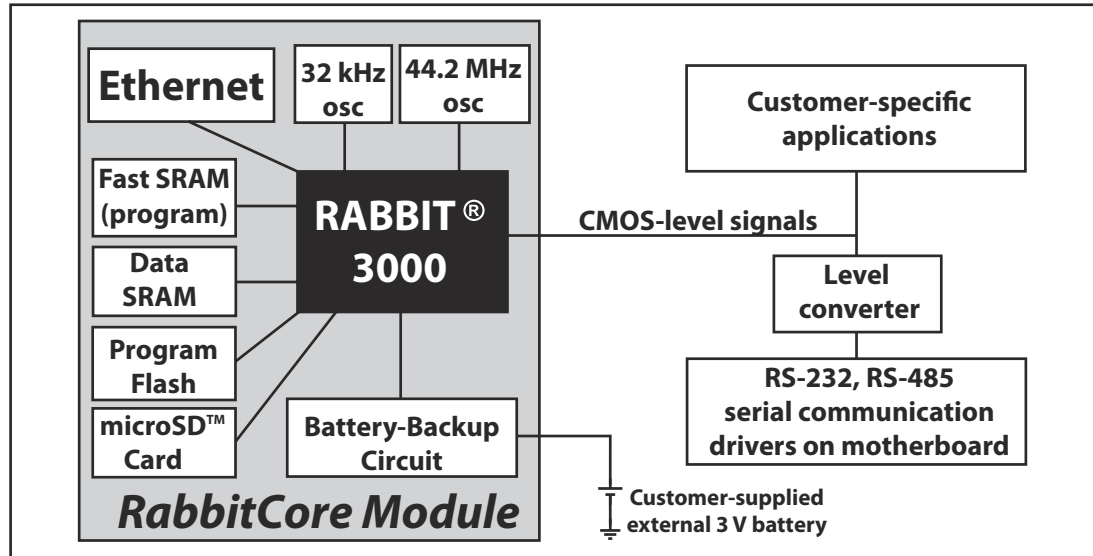 Ethernet
32 kHz
osc
44.2 MHz
osc
Fast SRAM
(program)
Data
SRAM
Program
Flash
microSD™
Card
RABBIT ®
3000
Battery-Backup
Circuit
RabbitCore Module
CMOS-level signals
Customer-specific
applications
Level
converter
RS-232, RS-485
serial communication
drivers on motherboard
Customer-supplied
external 3 V battery